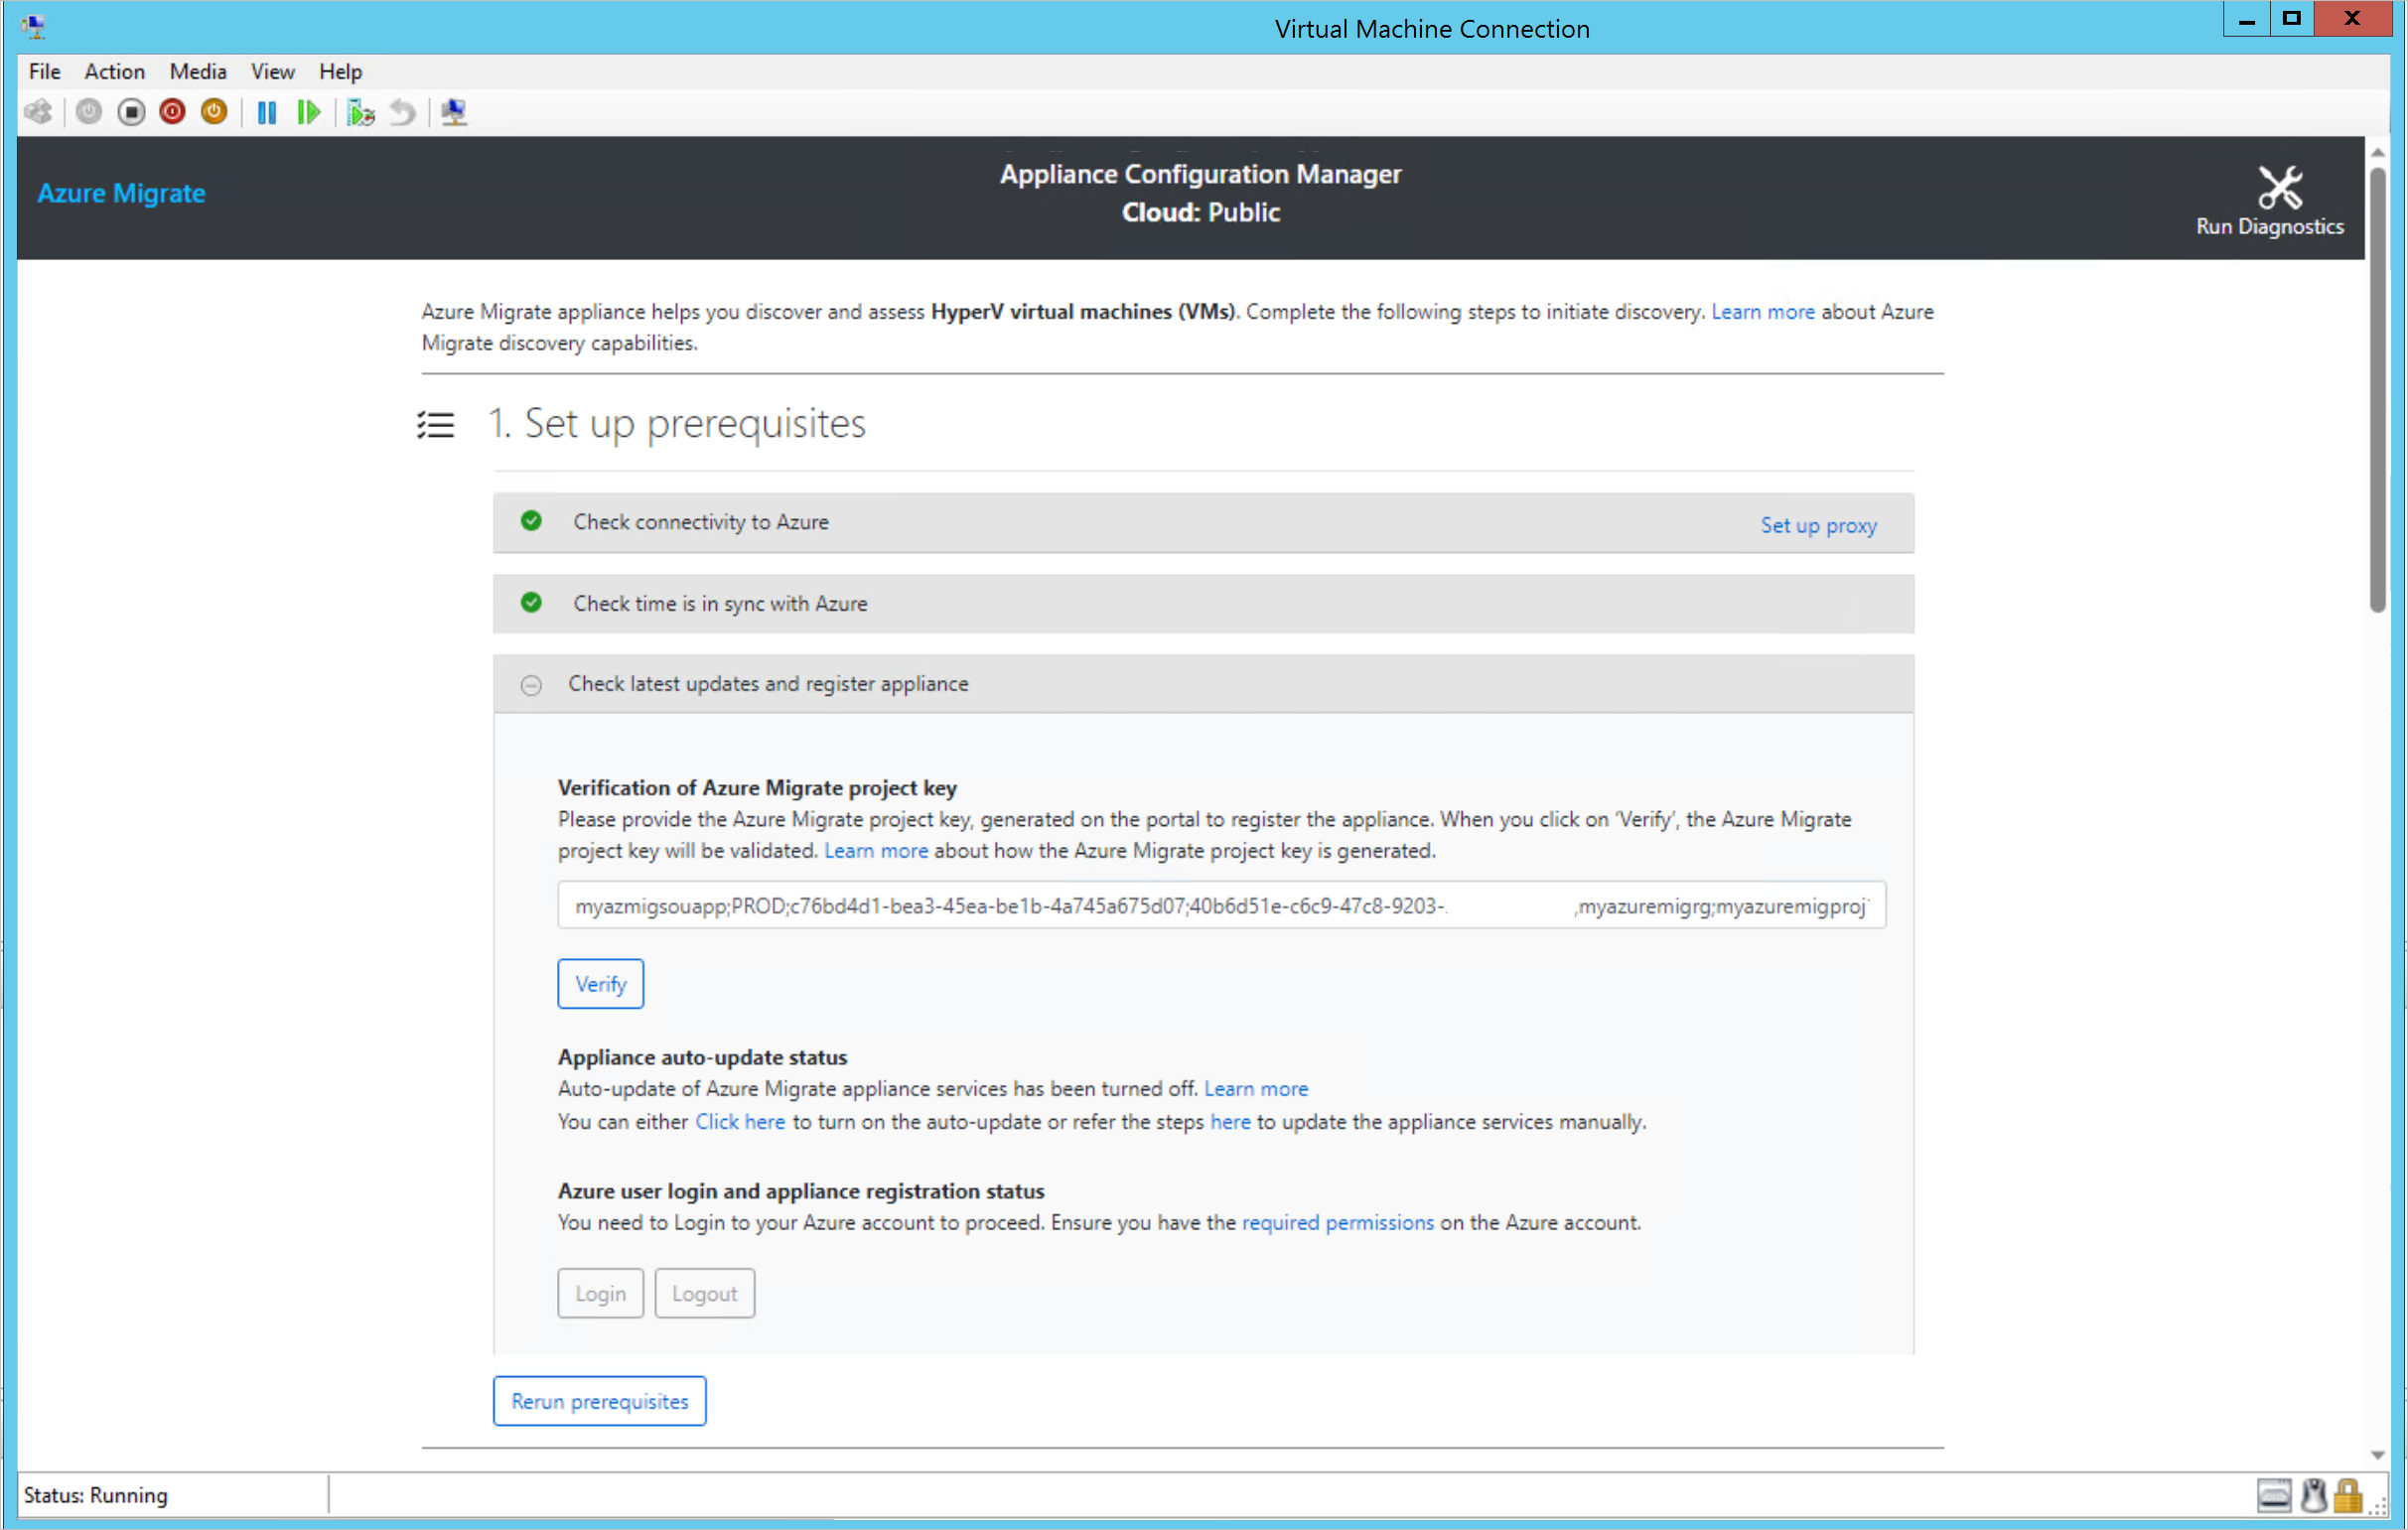 Virtual Machine Connection
File Action Media View Help
Azure Migrate
Appliance Configuration Manager
Cloud: Public
Run Diagnostics
Azure Migrate appliance helps you discover and assess HyperV virtual machines (VMs). Complete the following steps to initiate discovery. Learn more about Azure
Migrate discovery capabilities.
1. Set up prerequisites
Check connectivity to Azure
Set up proxy
Check time is in sync with Azure
Check latest updates and register appliance
Verification of Azure Migrate project key
Please provide the Azure Migrate project key, generated on the portal to register the appliance. When you click on ‘Verify’, the Azure Migrate
project key will be validated. Learn more about how the Azure Migrate project key is generated.
myazmigsouapp;PROD;c76bd4d1-bea3-45ea-be1b-4a745a675d07;40b6d51e-c6c9-47c8-9203- ,myazuremigrg;myazuremigproj
Verify
Appliance auto-update status
Auto-update of Azure Migrate appliance services has been turned off. Learn more
You can either Click here to turn on the auto-update or refer the steps here to update the appliance services manually.
Azure user login and appliance registration status
You need to Login to your Azure account to proceed. Ensure you have the required permissions on the Azure account.
Login Logout
Rerun prerequisites
Status: Running